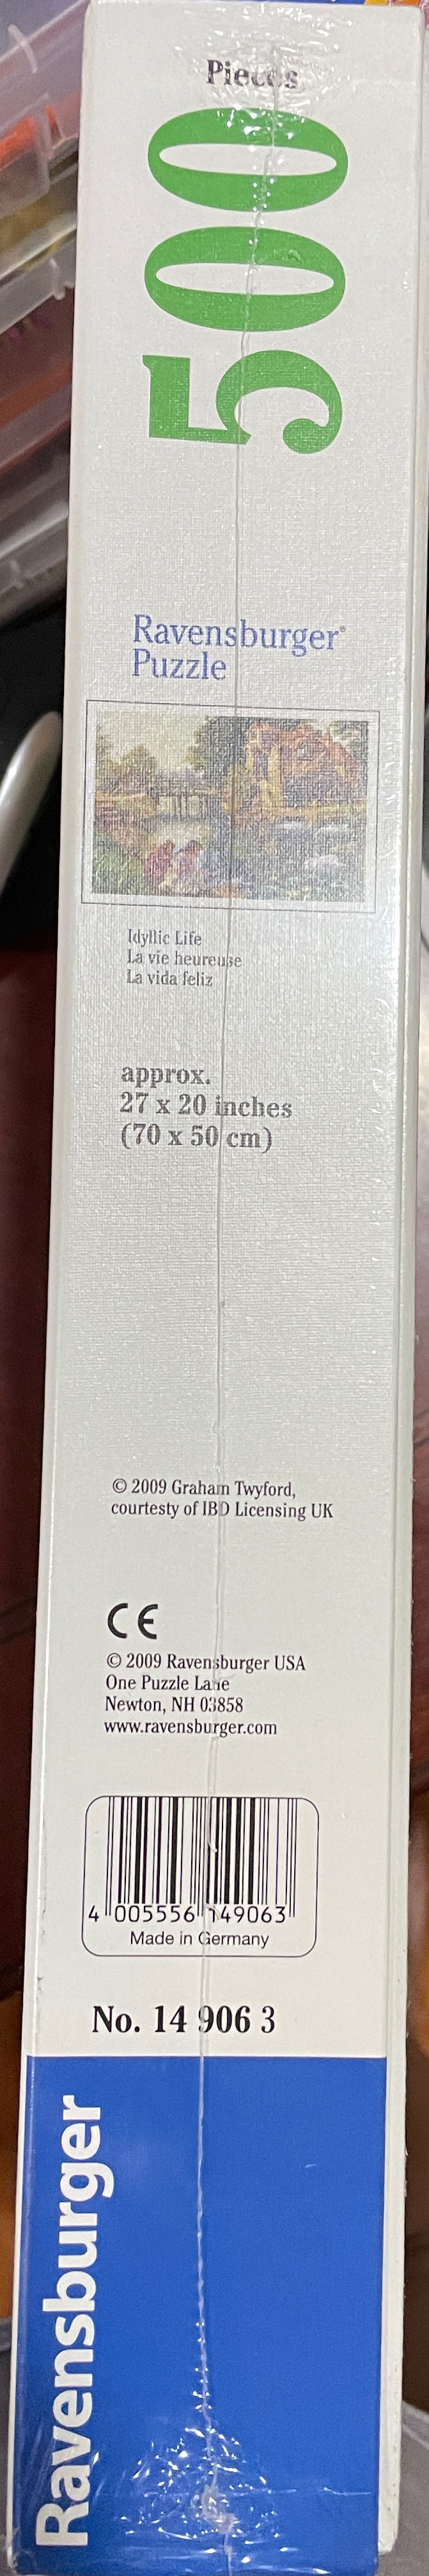 Pieces
500
Ravensburger®
Puzzle
Idyllic Life
La vie heureuse
La vida feliz
approx.
27 x 20 inches
(70 x 50 cm)
© 2009 Graham Twyford,
courtesty of IBD Licensing UK
CE
© 2009 Ravensburger USA
One Puzzle Lane
Newton, NH 03858
www.ravensburger.com
4 005556 149063
Made in Germany
No. 14 906 3
Ravensburger